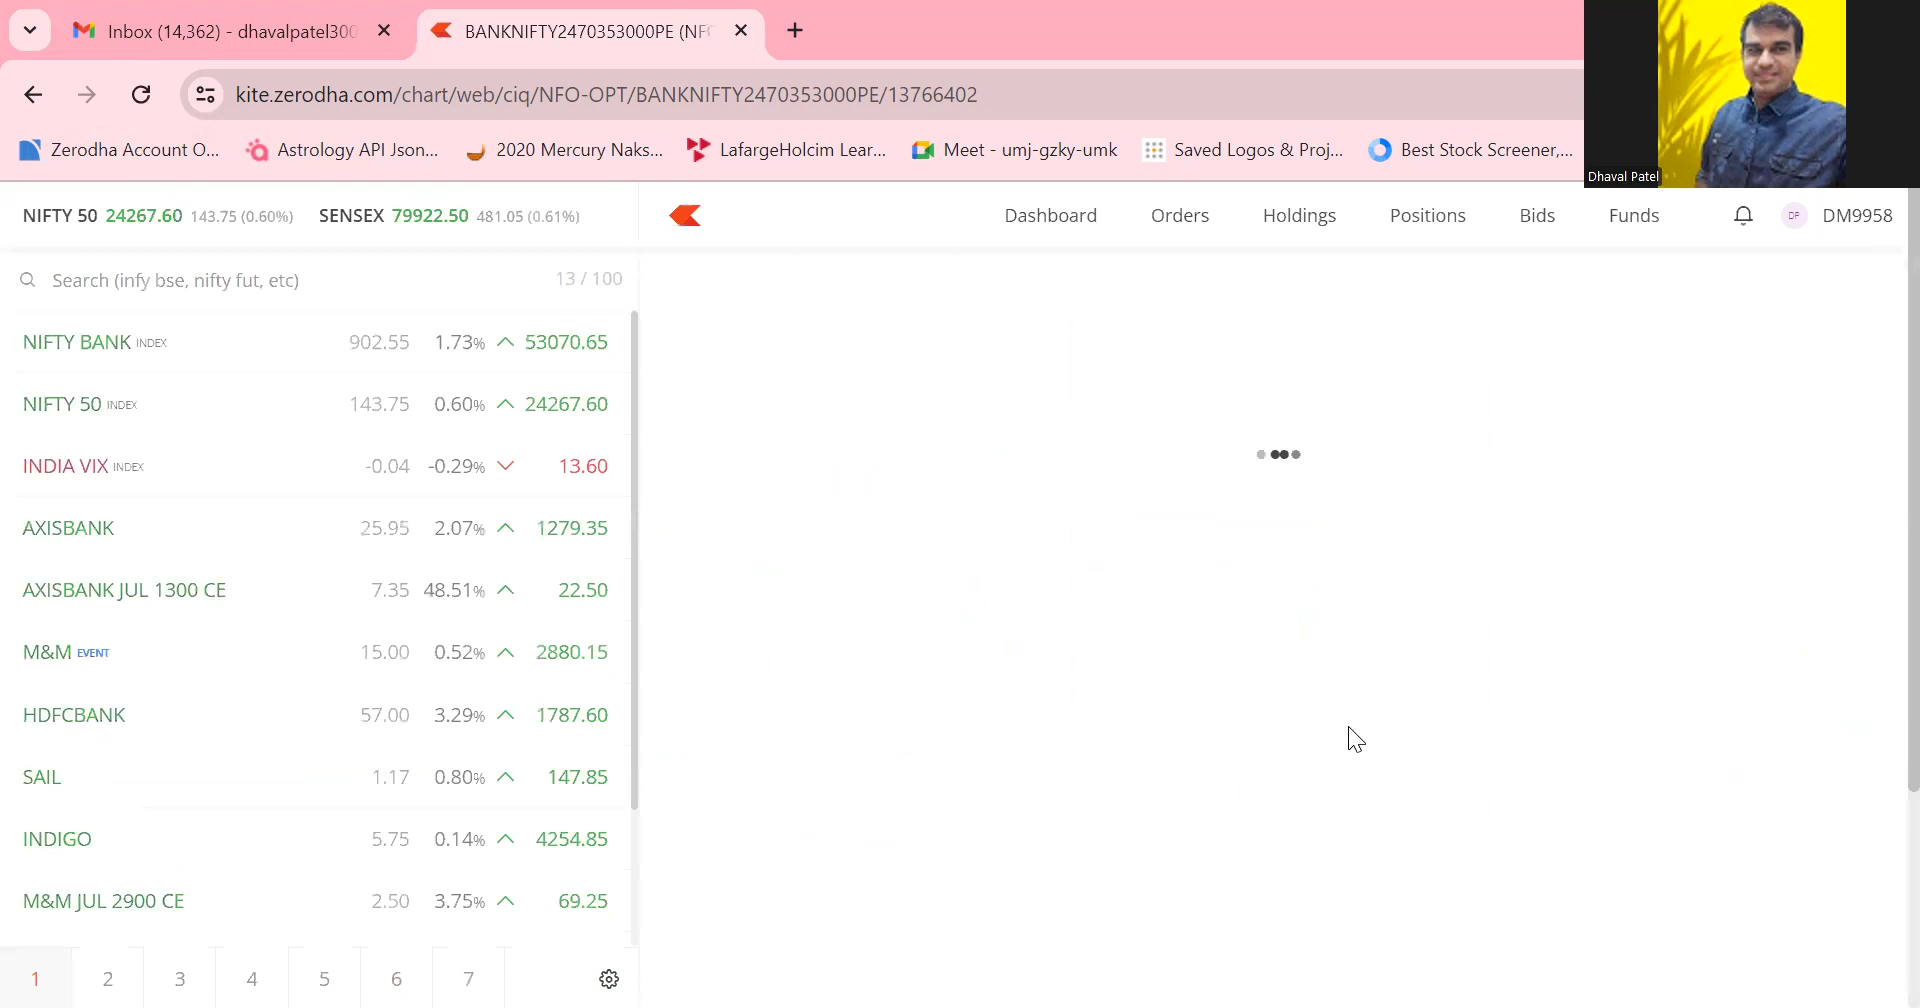 Inbox (14,362) - dhavalpatel300
BANKNIFTY2470353000PE (NF
kite.zerodha.com/chart/web/ciq/NFO-OPT/BANKNIFTY2470353000PE/13766402
Zerodha Account O...
Astrology API Json...
2020 Mercury Naks...
LafargeHolcim Lear...
Meet - umj-gzky-umk
Saved Logos & Proj...
Best Stock Screener,...
Dhaval Patel
NIFTY 50 24267.60 143.75 (0.60%) SENSEX 79922.50 481.05 (0.61%)
Dashboard Orders Holdings Positions Bids Funds DP DM9958
Search (infy bse, nifty fut, etc) 13 / 100
NIFTY BANK INDEX 902.55 1.73% 53070.65
NIFTY 50 INDEX 143.75 0.60% 24267.60
INDIA VIX INDEX -0.04 -0.29% 13.60
AXISBANK 25.95 2.07% 1279.35
AXISBANK JUL 1300 CE 7.35 48.51% 22.50
M&M EVENT 15.00 0.52% 2880.15
HDFCBANK 57.00 3.29% 1787.60
SAIL 1.17 0.80% 147.85
INDIGO 5.75 0.14% 4254.85
M&M JUL 2900 CE 2.50 3.75% 69.25
1 2 3 4 5 6 7